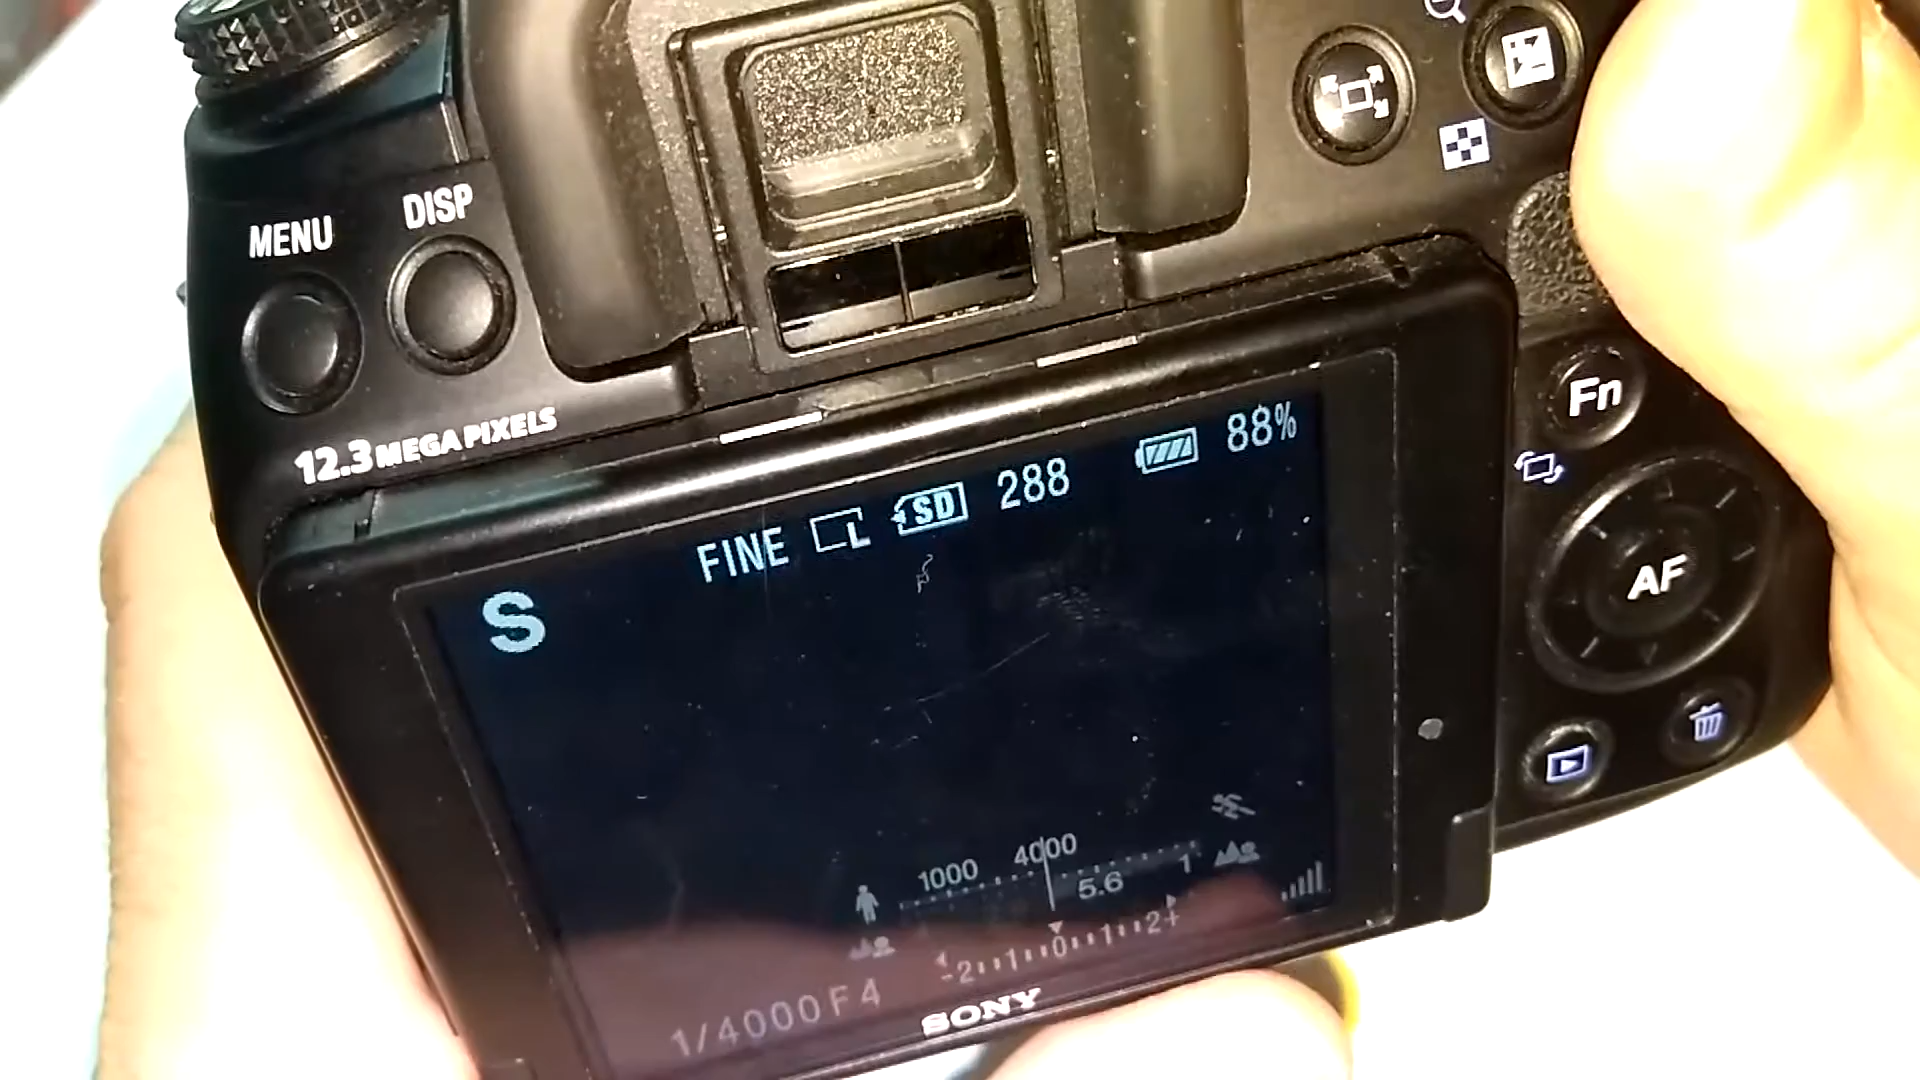 MENU DISP
12.3 MEGA PIXELS
Fn
AF
FINE L SD 288 88%
S
1000 4000
5.6 1
-2 1 0 1 2+
1/4000 F4
SONY